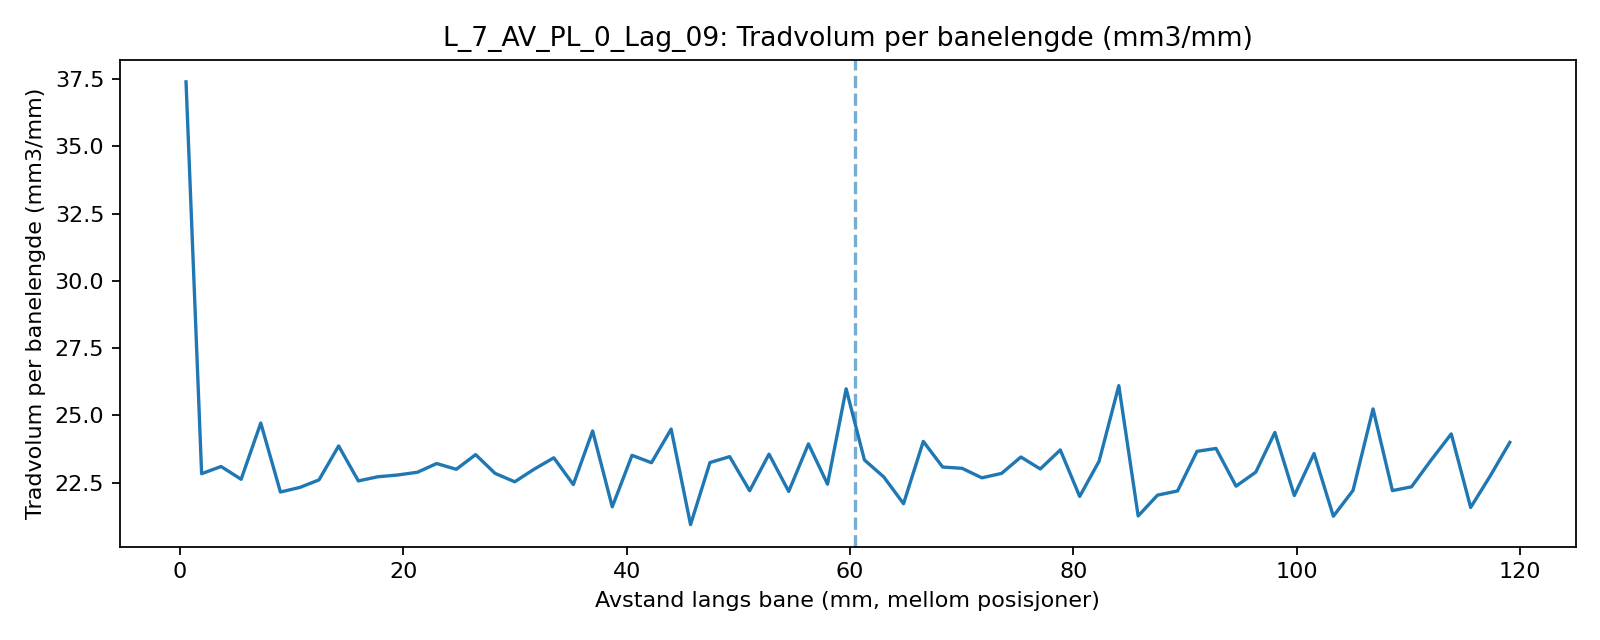 L_7_AV_PL_0_Lag_09: Tradvolum per banelengde (mm3/mm)
Tradvolum per banelengde (mm3/mm)
37.5
35.0
32.5
30.0
27.5
25.0
22.5
0 20 40 60 80 100 120
Avstand langs bane (mm, mellom posisjoner)